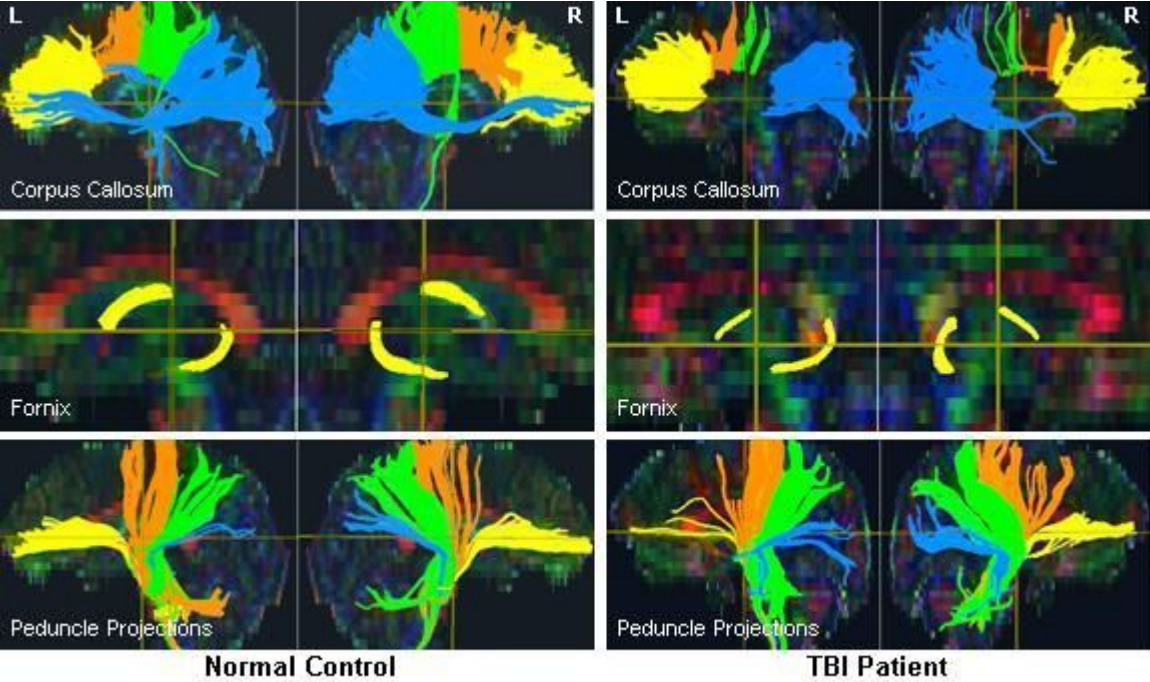 L R L R
Corpus Callosum Corpus Callosum
Fornix Fornix
Peduncle Projections Peduncle Projections
Normal Control TBI Patient